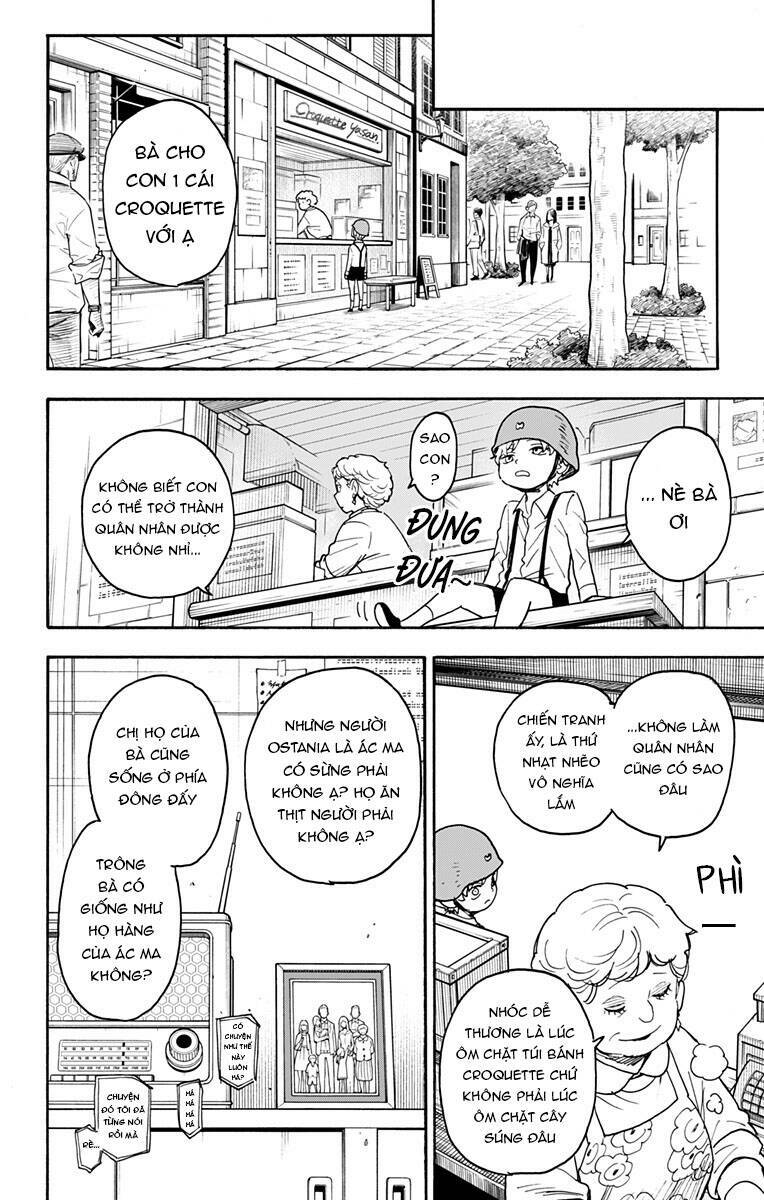 Croquette Yasan
BÀ CHO
CON 1 CÁI
CROQUETTE
VỚI Ạ
... NÈ BÀ
ƠI
SAO
CON
?
ĐUNG
ĐƯA~
KHÔNG BIẾT CON
CÓ THỂ TRỞ THÀNH
QUÂN NHÂN ĐƯỢC
KHÔNG NHỈ...
...KHÔNG LÀM
QUÂN NHÂN
CŨNG CÓ SAO
ĐÂU
CHIẾN TRANH
ẤY, LÀ THỨ
NHẠT NHẼO
VÔ NGHĨA
LẮM
PHÌ
NHÓC DỄ
THƯƠNG LÀ LÚC
ÔM CHẶT TÚI BÁNH
CROQUETTE CHỨ
KHÔNG PHẢI LÚC
ÔM CHẶT CÂY
SÚNG ĐÂU
NHƯNG NGƯỜI
OSTANIA LÀ ÁC MA
CÓ SỪNG PHẢI
KHÔNG Ạ? HỌ ĂN
THỊT NGƯỜI PHẢI
KHÔNG Ạ?
CHỊ HỌ CỦA
BÀ CŨNG
SỐNG Ở PHÍA
ĐÔNG ĐẤY
TRÔNG
BÀ CÓ
GIỐNG NHƯ
HỌ HÀNG
CỦA ÁC MA
KHÔNG?
CÓ
CHUYỆN
NHƯ THẾ
NÀY
LUÔN
HẢ?
HÁ
HÁ
HÁ
HÁ
CHUYỆN
ĐÓ TÔI ĐÃ
TỪNG NÓI
RỒI MÀ
RÈ...